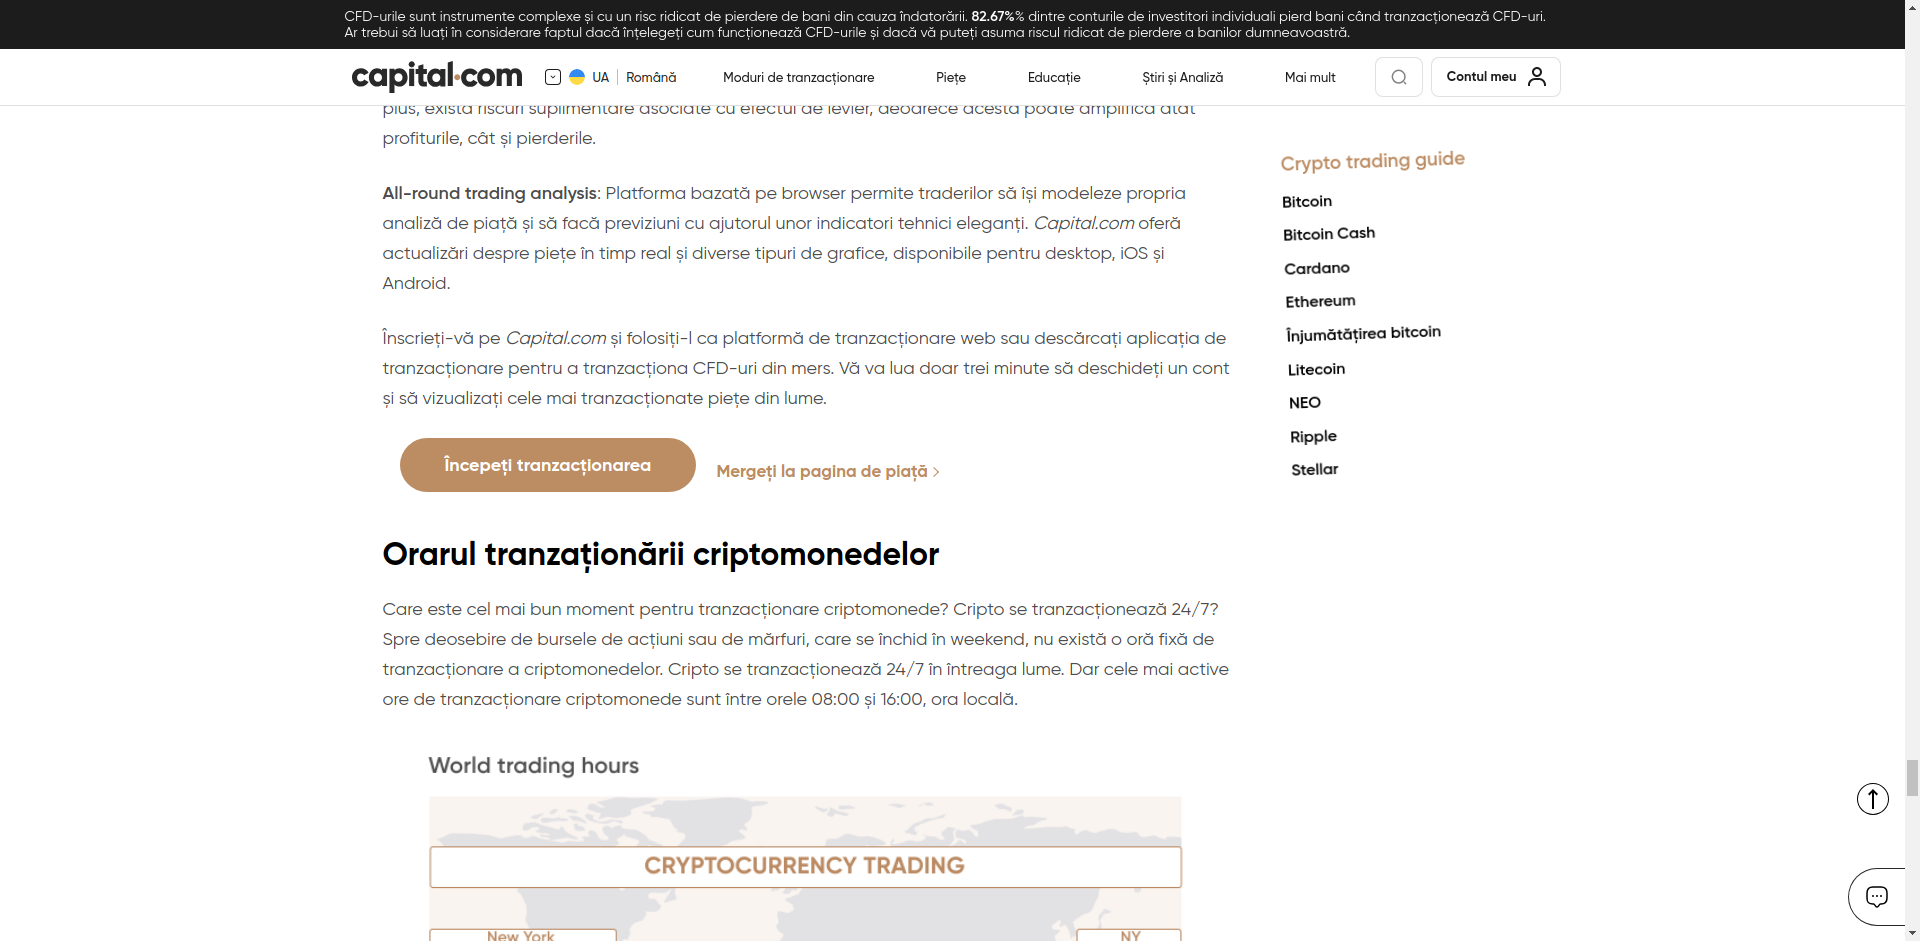 CFD-urile sunt instrumente complexe și cu un risc ridicat de pierdere de bani din cauza îndatorării. 82.67%% dintre conturile de investitori individuali pierd bani când tranzacționează CFD-uri.
Ar trebui să luați în considerare faptul dacă înțelegeți cum funcționează CFD-urile și dacă vă puteți asuma riscul ridicat de pierdere a banilor dumneavoastră.
capital.com UA Română Moduri de tranzacționare Piețe Educație Știri și Analiză Mai mult Contul meu
plus, există riscuri suplimentare asociate cu efectul de levier, deoarece acesta poate amplifica atât
profiturile, cât și pierderile.
All-round trading analysis: Platforma bazată pe browser permite traderilor să își modeleze propria
analiză de piață și să facă previziuni cu ajutorul unor indicatori tehnici eleganți. Capital.com oferă
actualizări despre piețe în timp real și diverse tipuri de grafice, disponibile pentru desktop, iOS și
Android.
Înscrieți-vă pe Capital.com și folosiți-l ca platformă de tranzacționare web sau descărcați aplicația de
tranzacționare pentru a tranzacționa CFD-uri din mers. Vă va lua doar trei minute să deschideți un cont
și să vizualizați cele mai tranzacționate piețe din lume.
Începeți tranzacționarea
Mergeți la pagina de piață
Orarul tranzaționării criptomonedelor
Care este cel mai bun moment pentru tranzacționare criptomonede? Cripto se tranzacționează 24/7?
Spre deosebire de bursele de acțiuni sau de mărfuri, care se închid în weekend, nu există o oră fixă de
tranzacționare a criptomonedelor. Cripto se tranzacționează 24/7 în întreaga lume. Dar cele mai active
ore de tranzacționare criptomonede sunt între orele 08:00 și 16:00, ora locală.
World trading hours
CRYPTOCURRENCY TRADING
New York
NY
Crypto trading guide
Bitcoin
Bitcoin Cash
Cardano
Ethereum
Înjumătățirea bitcoin
Litecoin
NEO
Ripple
Stellar